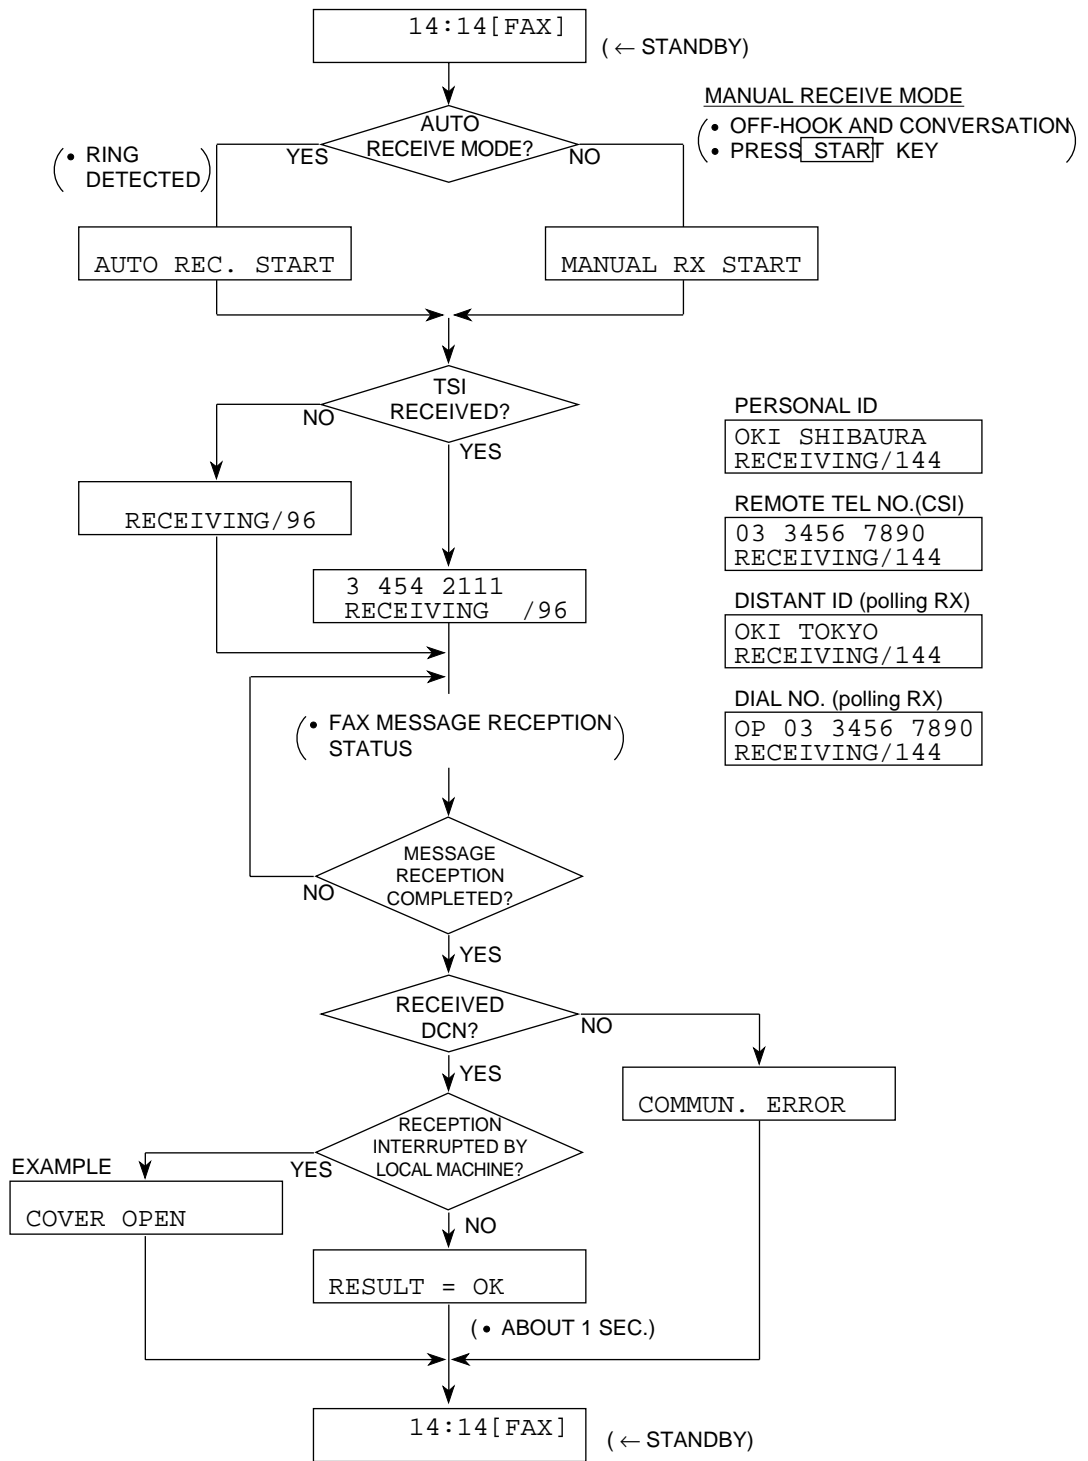 14:14[FAX]
( ← STANDBY)
AUTO
RECEIVE MODE?
YES
NO
• RING
DETECTED
MANUAL RECEIVE MODE
• OFF-HOOK AND CONVERSATION
• PRESS START KEY
AUTO REC. START
MANUAL RX START
TSI
RECEIVED?
NO
YES
RECEIVING/96
3 454 2111
RECEIVING /96
PERSONAL ID
OKI SHIBAURA
RECEIVING/144
REMOTE TEL NO.(CSI)
03 3456 7890
RECEIVING/144
DISTANT ID (polling RX)
OKI TOKYO
RECEIVING/144
DIAL NO. (polling RX)
OP 03 3456 7890
RECEIVING/144
• FAX MESSAGE RECEPTION
STATUS
MESSAGE
RECEPTION
COMPLETED?
NO
YES
RECEIVED
DCN?
NO
YES
COMMUN. ERROR
RECEPTION
INTERRUPTED BY
LOCAL MACHINE?
YES
NO
EXAMPLE
COVER OPEN
RESULT = OK
( • ABOUT 1 SEC.)
14:14[FAX]
( ← STANDBY)